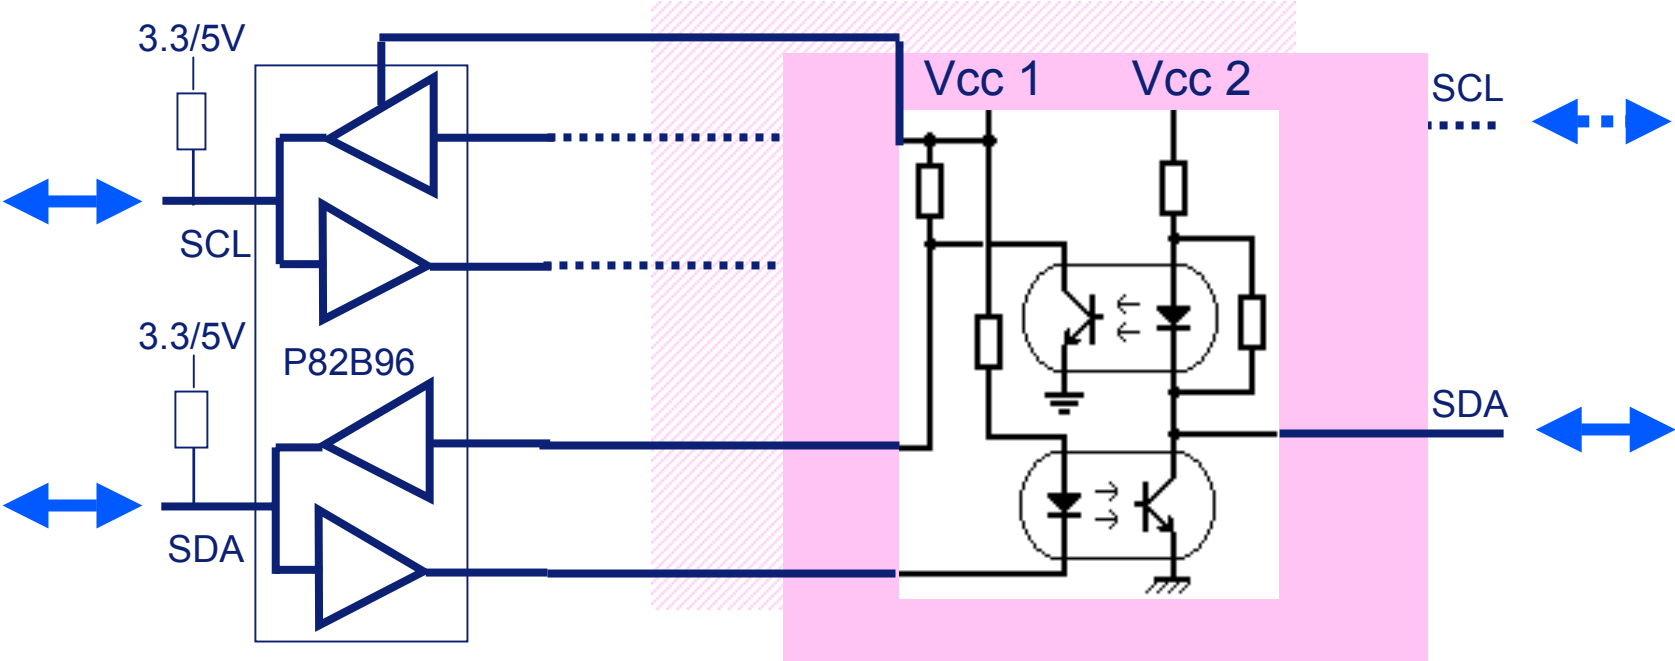 3.3/5V
Vcc 1
Vcc 2
SCL
SCL
3.3/5V
P82B96
SDA
SDA